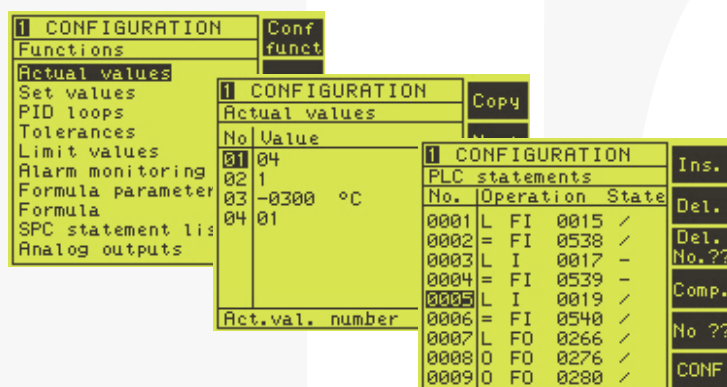 1 CONFIGURATION
Conf
funct
Functions
Actual values
Set values
PID loops
Tolerances
Limit values
Alarm monitoring
Formula parameter
Formula
SPC statement lis
Analog outputs
1 CONFIGURATION
Copy
Actual values
No Value
01 04
02 1
03 -0300 °C
04 01
Act.val. number
1 CONFIGURATION
Ins.
PLC statements
Del.
No. Operation State
Del.
No.??
0001 L FI 0015 /
0002 = FI 0538 /
0003 L I 0017 -
0004 = FI 0539 -
Comp.
0005 L I 0019 /
0006 = FI 0540 /
No ??
0007 L FO 0266 /
0008 O FO 0276 /
CONF
0009 O FO 0280 /